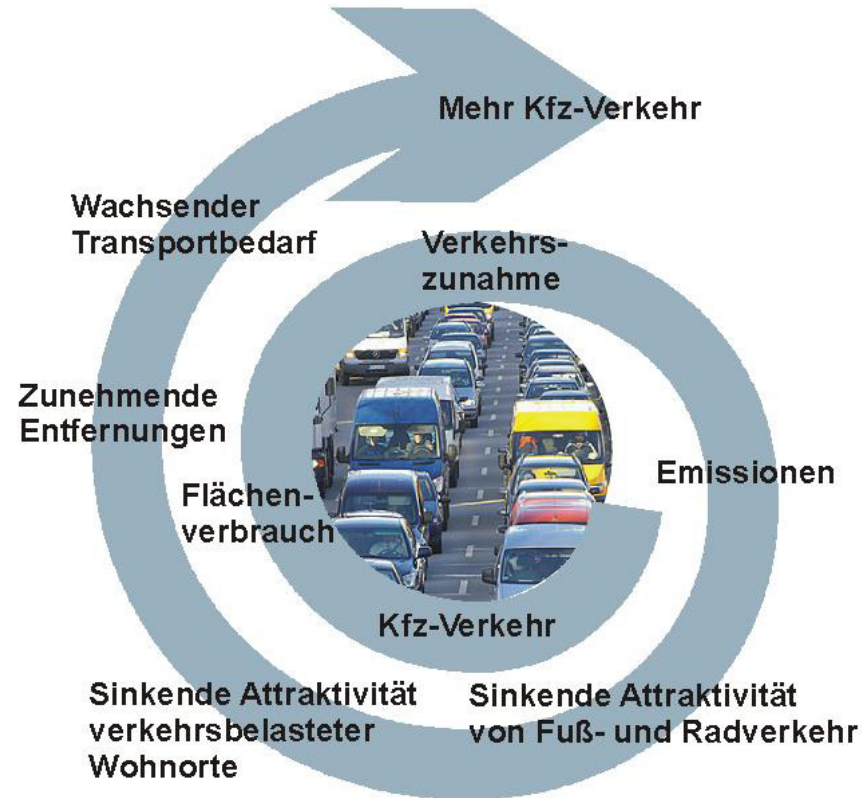 Mehr Kfz-Verkehr
Wachsender
Transportbedarf
Verkehrs-
zunahme
Zunehmende
Entfernungen
Flächen-
verbrauch
Emissionen
Kfz-Verkehr
Sinkende Attraktivität
verkehrsbelasteter
Wohnorte
Sinkende Attraktivität
von Fuß- und Radverkehr